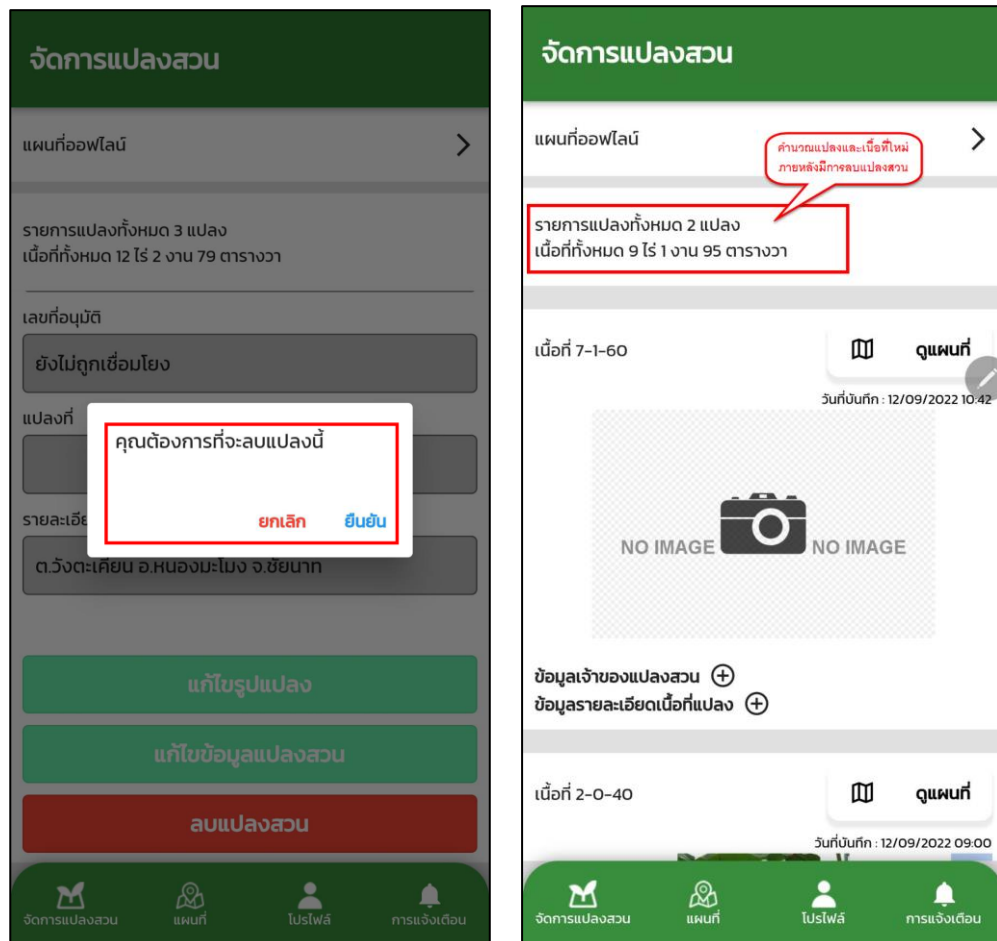 จัดการแปลงสวน
แผนที่ออฟไลน์
รายการแปลงทั้งหมด 3 แปลง
เนื้อที่ทั้งหมด 12 ไร่ 2 งาน 79 ตารางวา
เลขที่อนุมัติ
ยังไม่ถูกเชื่อมโยง
แปลงที่
คุณต้องการที่จะลบแปลงนี้
ยกเลิก ยืนยัน
รายละเอีย
ต.วังตะเคียน อ.หนองมะโมง จ.ชัยนาท
แก้ไขรูปแปลง
แก้ไขข้อมูลแปลงสวน
ลบแปลงสวน
จัดการแปลงสวน แผนที่ โปรไฟล์ การแจ้งเตือน
จัดการแปลงสวน
แผนที่ออฟไลน์
คำนวณแปลงและเนื้อที่ใหม่
ภายหลังมีการลบแปลงสวน
รายการแปลงทั้งหมด 2 แปลง
เนื้อที่ทั้งหมด 9 ไร่ 1 งาน 95 ตารางวา
เนื้อที่ 7-1-60 ดูแผนที่
วันที่บันทึก : 12/09/2022 10:42
NO IMAGE NO IMAGE
ข้อมูลเจ้าของแปลงสวน
ข้อมูลรายละเอียดเนื้อที่แปลง
เนื้อที่ 2-0-40 ดูแผนที่
วันที่บันทึก : 12/09/2022 09:00
จัดการแปลงสวน แผนที่ โปรไฟล์ การแจ้งเตือน